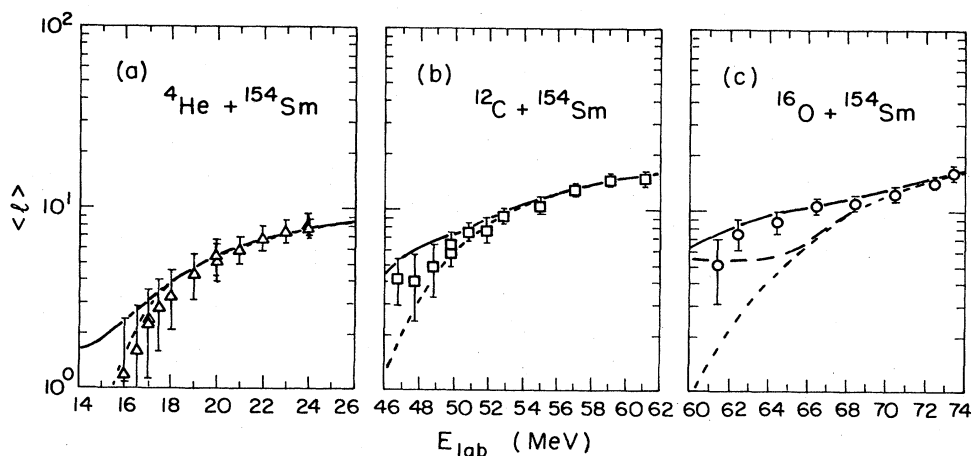 10²
10¹
10⁰
<ℓ>
(a)
⁴He + ¹⁵⁴Sm
14 16 18 20 22 24 26
(b)
¹²C + ¹⁵⁴Sm
46 48 50 52 54 56 58 60 62
(c)
¹⁶O + ¹⁵⁴Sm
60 62 64 66 68 70 72 74
E_lab (MeV)